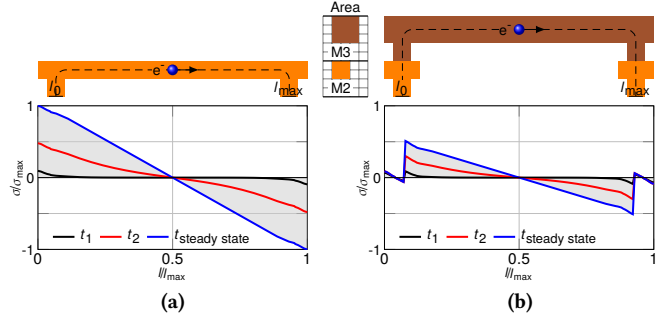 Area
M3
M2
e-
l0
lmax
e-
l0
lmax
σ/σmax
1
0
-1
t1 t2 tsteady state
0 0.5 1
l/lmax
(a)
σ/σmax
1
0
-1
t1 t2 tsteady state
0 0.5 1
l/lmax
(b)